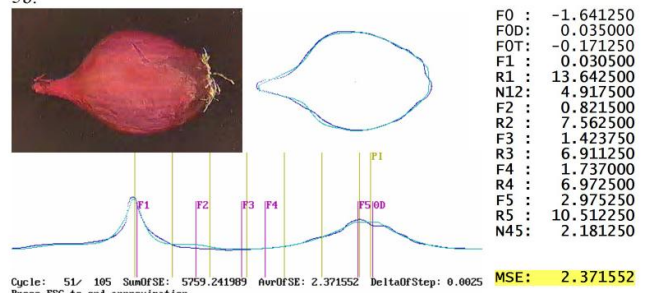 F0 : -1.641250
F0D: 0.035000
F0T: -0.171250
F1 : 0.030500
R1 : 13.642500
N12: 4.917500
F2 : 0.821500
R2 : 7.562500
F3 : 1.423750
R3 : 6.911250
F4 : 1.737000
R4 : 6.972500
F5 : 2.975250
R5 : 10.512250
N45: 2.181250
MSE: 2.371552
PI
F1 F2 F3 F4 F5 0D
Cycle: 51/ 105 SumOfSE: 5759.241989 AvrOfSE: 2.371552 DeltaOfStep: 0.0025